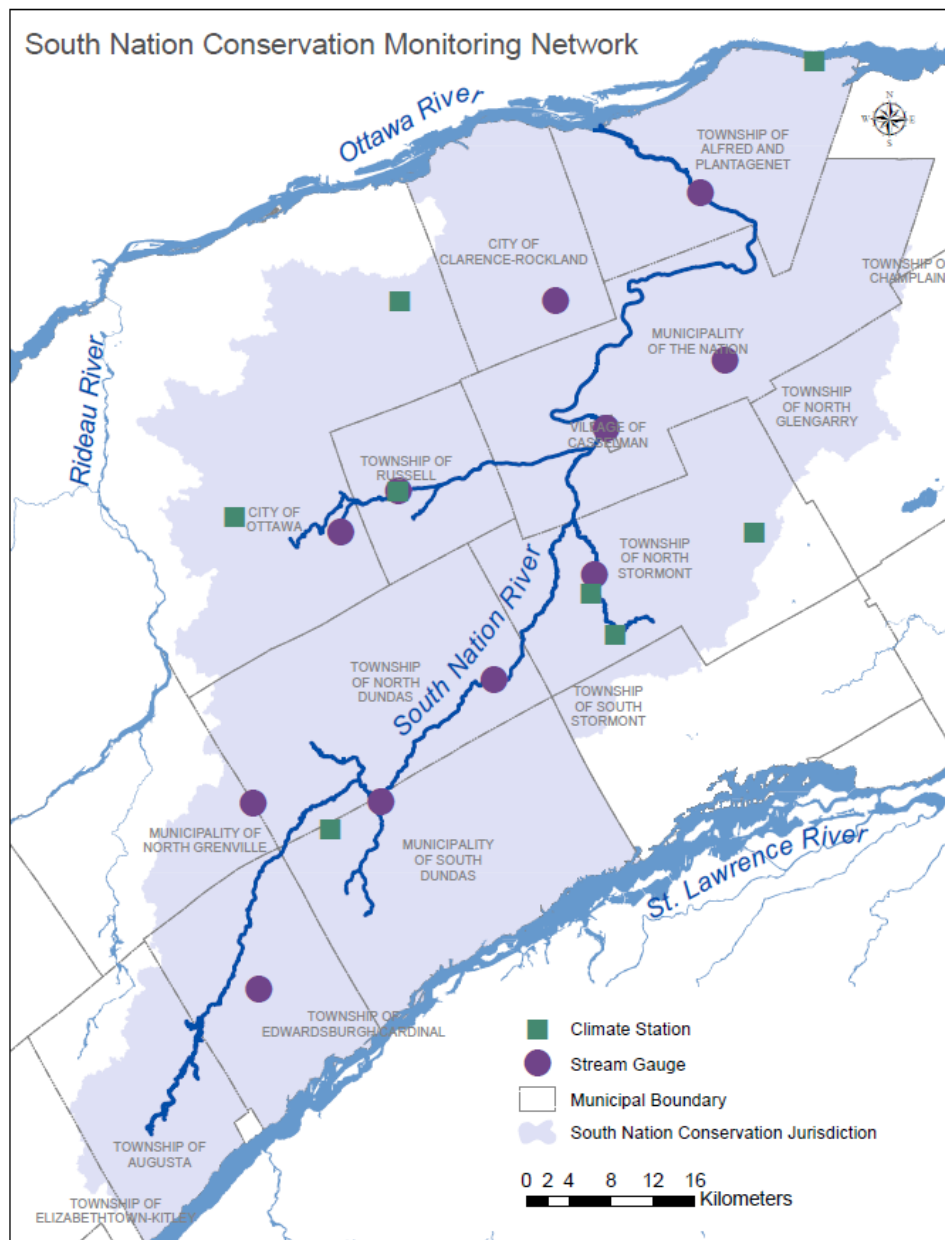 South Nation Conservation Monitoring Network
Ottawa River
N
W E
S
TOWNSHIP OF
ALFRED AND
PLANTAGENET
CITY OF
CLARENCE-ROCKLAND
TOWNSHIP OF
CHAMPLAIN
MUNICIPALITY
OF THE NATION
Rideau River
TOWNSHIP
OF NORTH
GLENGARRY
VILLAGE OF
CASSELMAN
TOWNSHIP OF
RUSSELL
CITY OF
OTTAWA
TOWNSHIP
OF NORTH
STORMONT
South Nation River
TOWNSHIP
OF NORTH
DUNDAS
TOWNSHIP
OF SOUTH
STORMONT
MUNICIPALITY OF
NORTH GRENVILLE
MUNICIPALITY
OF SOUTH
DUNDAS
St. Lawrence River
TOWNSHIP OF
EDWARDSBURGH/CARDINAL
Climate Station
Stream Gauge
Municipal Boundary
South Nation Conservation Jurisdiction
TOWNSHIP OF
AUGUSTA
TOWNSHIP OF
ELIZABETHTOWN-KITLEY
0 2 4 8 12 16
Kilometers